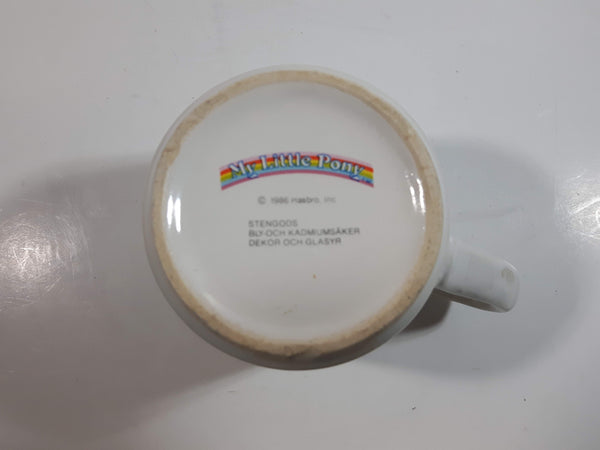 My Little Pony
© 1986 Hasbro, Inc.
STENGODS
BLY-OCH KADMIUMSÄKER
DEKOR OCH GLASYR